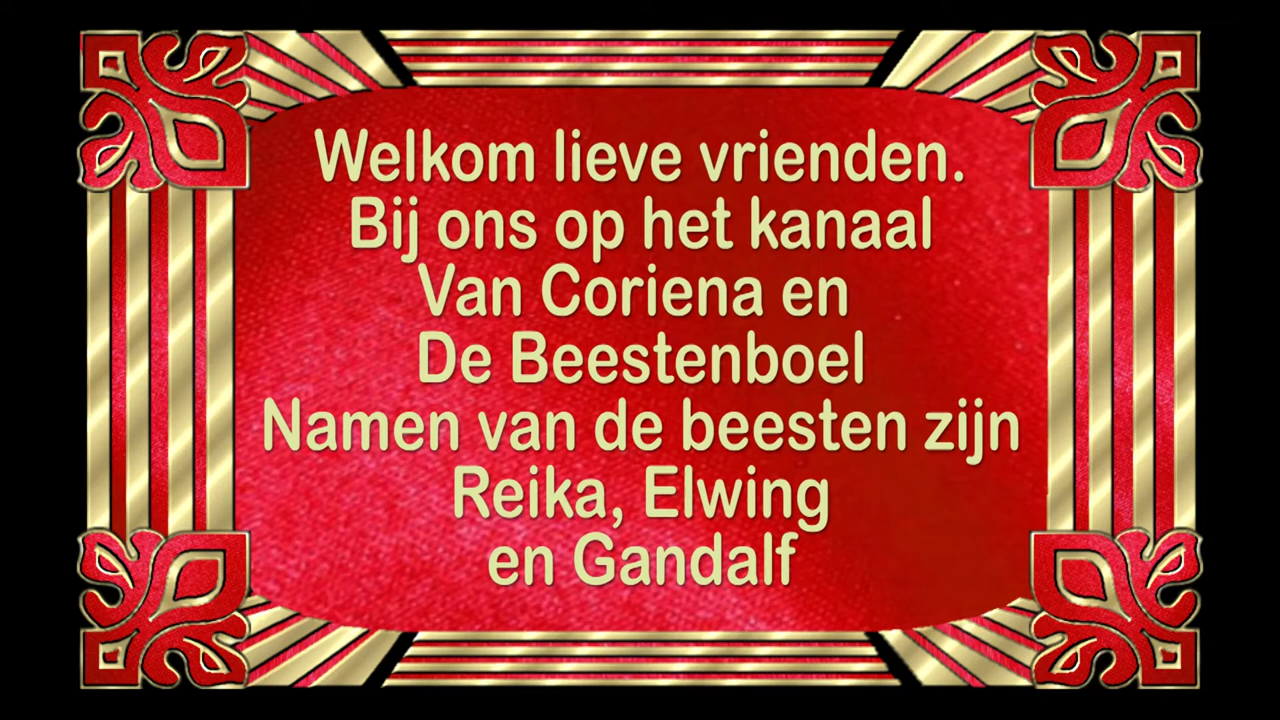 Welkom lieve vrienden.
Bij ons op het kanaal
Van Coriena en
De Beestenboel
Namen van de beesten zijn
Reika, Elwing
en Gandalf